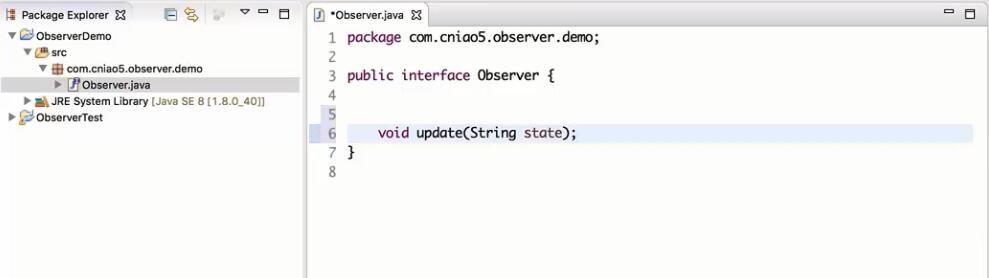 Package Explorer
ObserverDemo
src
com.cniao5.observer.demo
Observer.java
JRE System Library [Java SE 8 [1.8.0_40]]
ObserverTest
*Observer.java
1 package com.cniao5.observer.demo;
2
3 public interface Observer {
5
6 void update(String state);
7 }
8